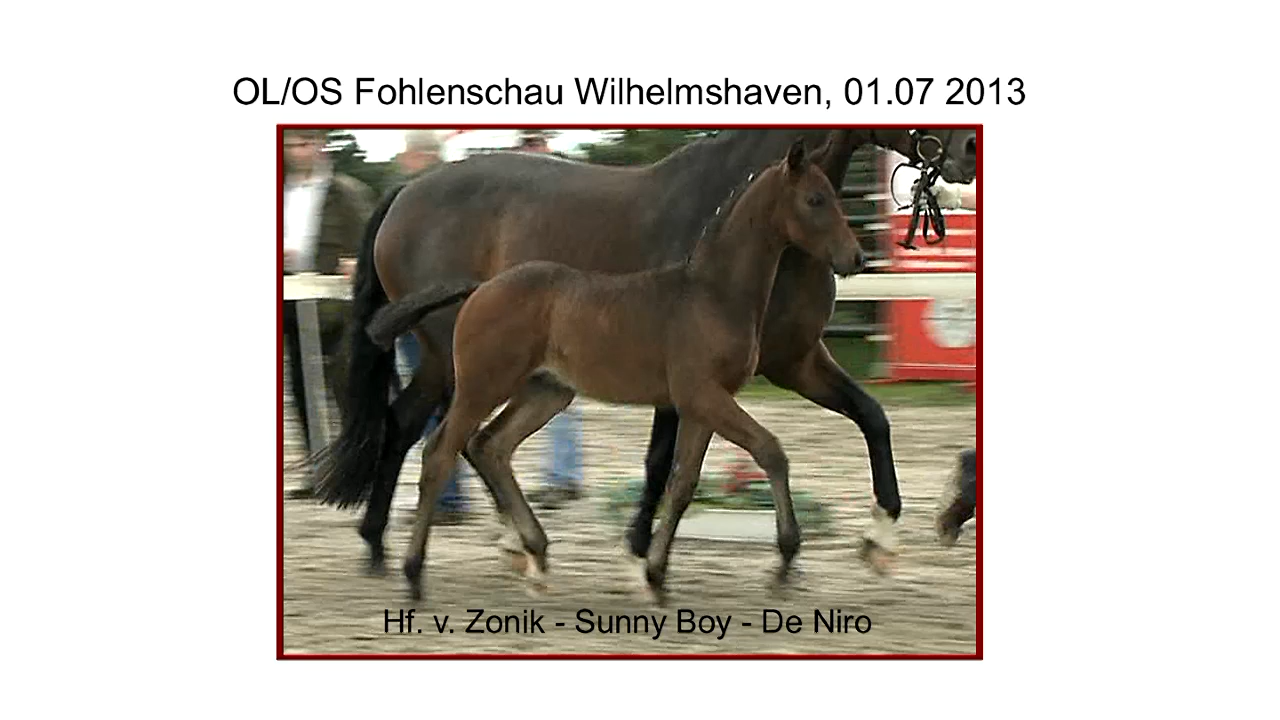 OL/OS Fohlenschau Wilhelmshaven, 01.07 2013
Hf. v. Zonik - Sunny Boy - De Niro